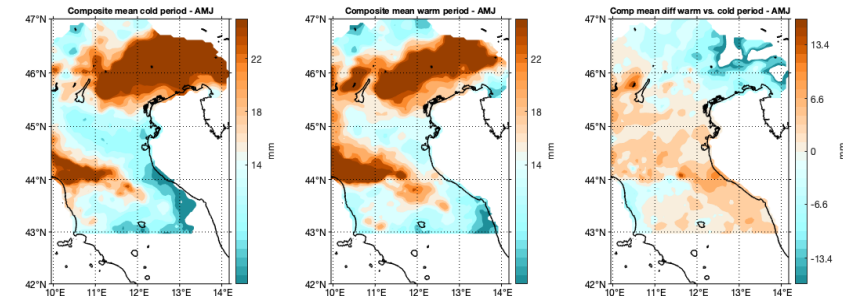 Composite mean cold period - AMJ
47°N
46°N
45°N
44°N
43°N
42°N
10°E 11°E 12°E 13°E 14°E
22
18
14
mm
Composite mean warm period - AMJ
47°N
46°N
45°N
44°N
43°N
42°N
10°E 11°E 12°E 13°E 14°E
22
18
14
mm
Comp mean diff warm vs. cold period - AMJ
47°N
46°N
45°N
44°N
43°N
42°N
10°E 11°E 12°E 13°E 14°E
13.4
6.6
0
-6.6
-13.4
mm